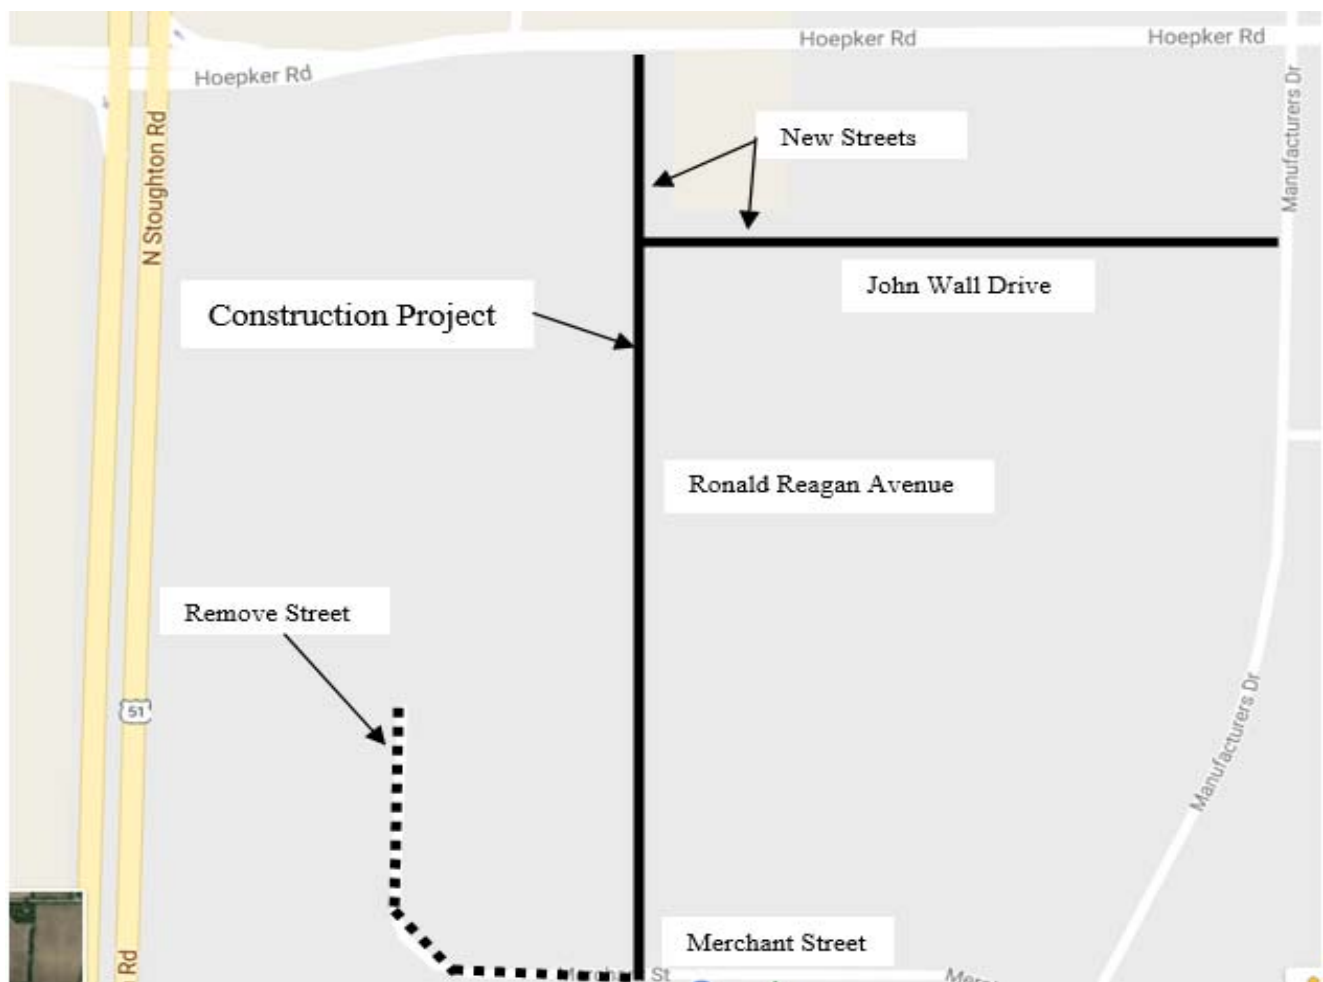 Hoepker Rd
Hoepker Rd
Hoepker Rd
Manufacturers Dr
N Stoughton Rd
New Streets
John Wall Drive
Construction Project
Ronald Reagan Avenue
Remove Street
51
Manufacturers Dr
Merchant Street
Rd
St